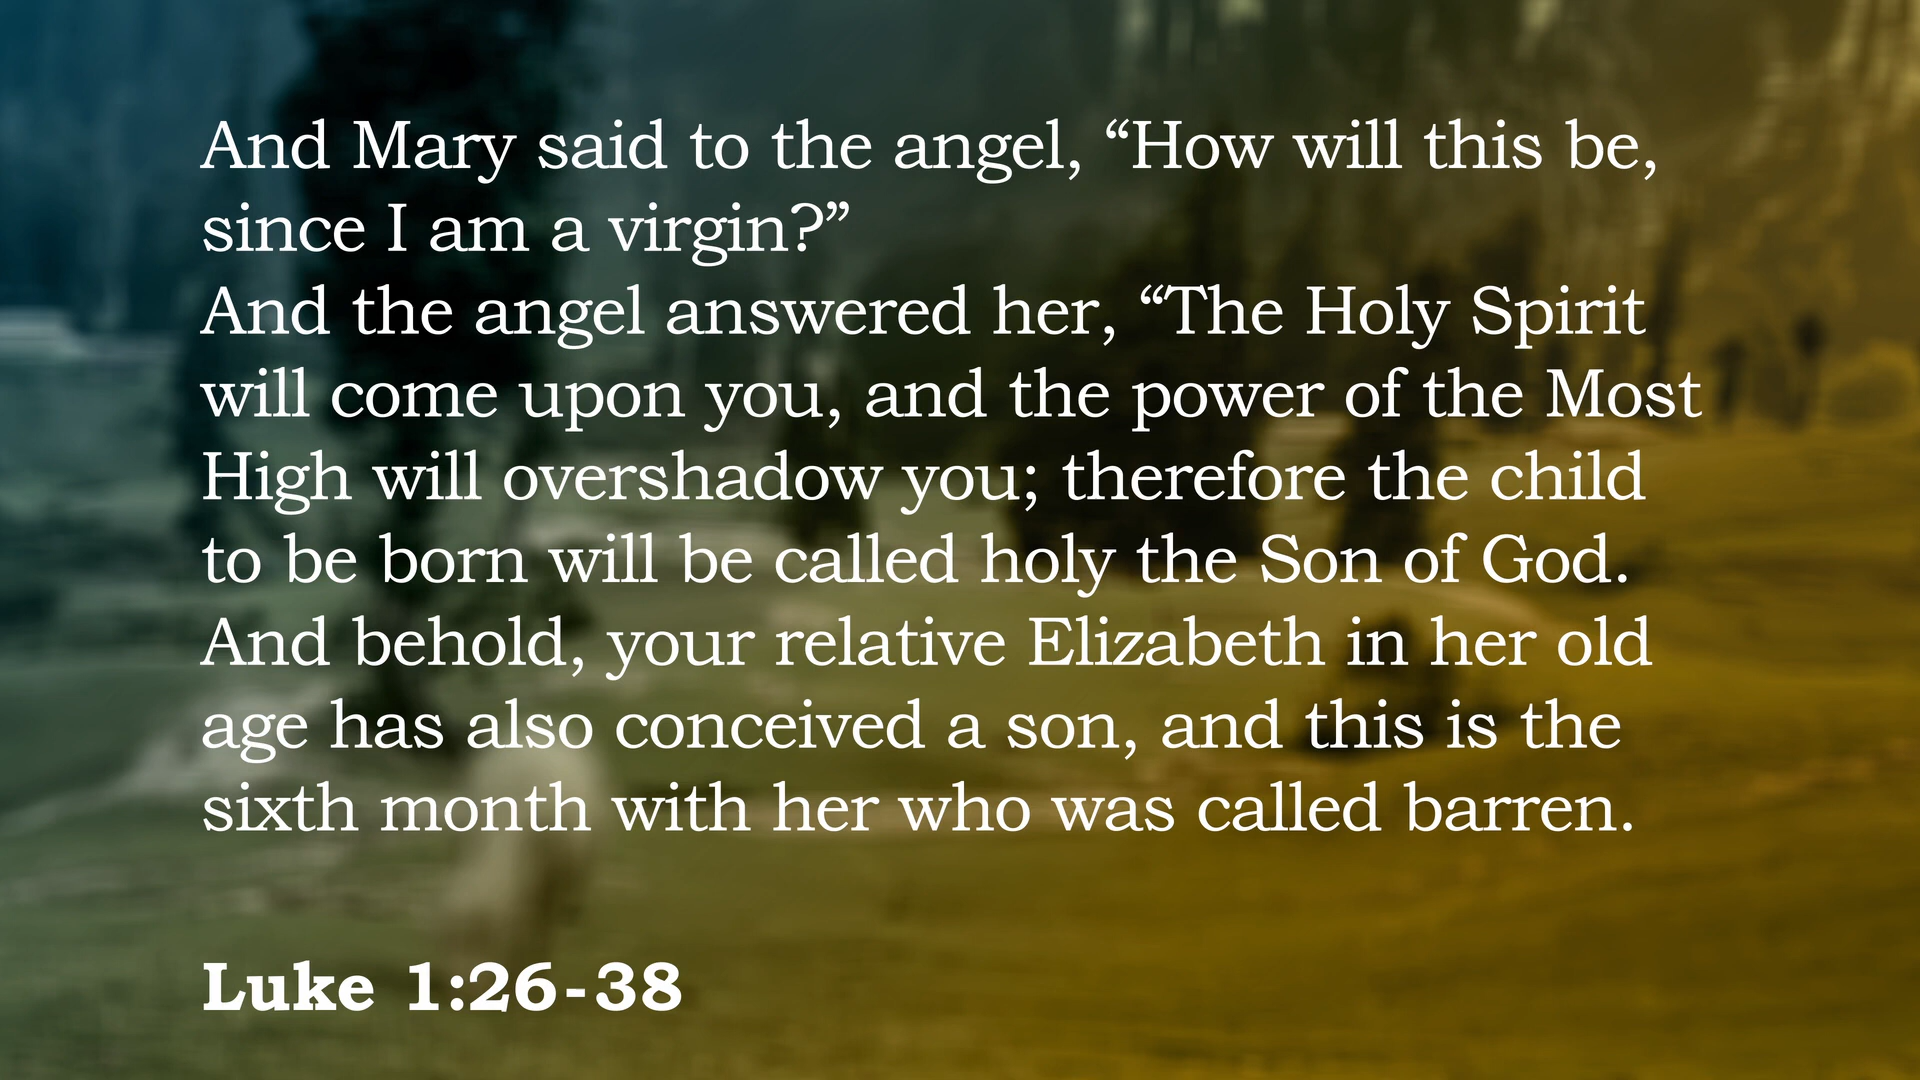 And Mary said to the angel, “How will this be,
since I am a virgin?”
And the angel answered her, “The Holy Spirit
will come upon you, and the power of the Most
High will overshadow you; therefore the child
to be born will be called holy the Son of God.
And behold, your relative Elizabeth in her old
age has also conceived a son, and this is the
sixth month with her who was called barren.
Luke 1:26-38